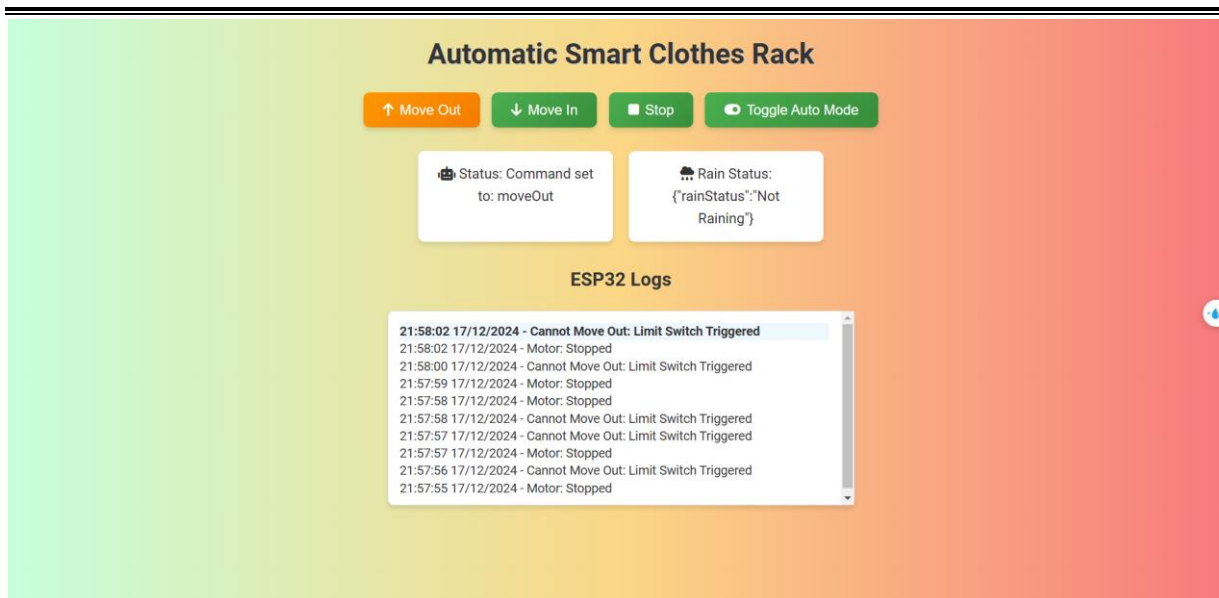 Automatic Smart Clothes Rack
Move Out
Move In
Stop
Toggle Auto Mode
Status: Command set
to: moveOut
Rain Status:
{"rainStatus":"Not
Raining"}
ESP32 Logs
21:58:02 17/12/2024 - Cannot Move Out: Limit Switch Triggered
21:58:02 17/12/2024 - Motor: Stopped
21:58:00 17/12/2024 - Cannot Move Out: Limit Switch Triggered
21:57:59 17/12/2024 - Motor: Stopped
21:57:58 17/12/2024 - Motor: Stopped
21:57:58 17/12/2024 - Cannot Move Out: Limit Switch Triggered
21:57:57 17/12/2024 - Cannot Move Out: Limit Switch Triggered
21:57:57 17/12/2024 - Motor: Stopped
21:57:56 17/12/2024 - Cannot Move Out: Limit Switch Triggered
21:57:55 17/12/2024 - Motor: Stopped